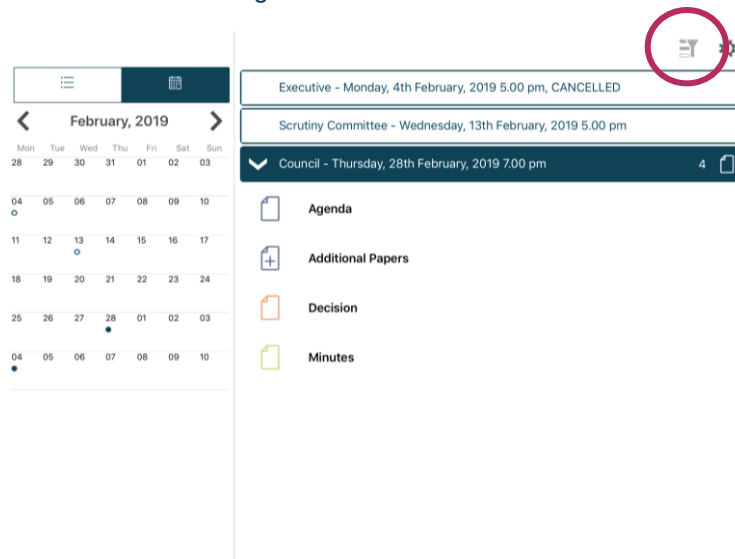 February, 2019
Mon Tue Wed Thu Fri Sat Sun
28 29 30 31 01 02 03
04 05 06 07 08 09 10
11 12 13 14 15 16 17
18 19 20 21 22 23 24
25 26 27 28 01 02 03
04 05 06 07 08 09 10
Executive - Monday, 4th February, 2019 5.00 pm, CANCELLED
Scrutiny Committee - Wednesday, 13th February, 2019 5.00 pm
Council - Thursday, 28th February, 2019 7.00 pm 4
Agenda
Additional Papers
Decision
Minutes